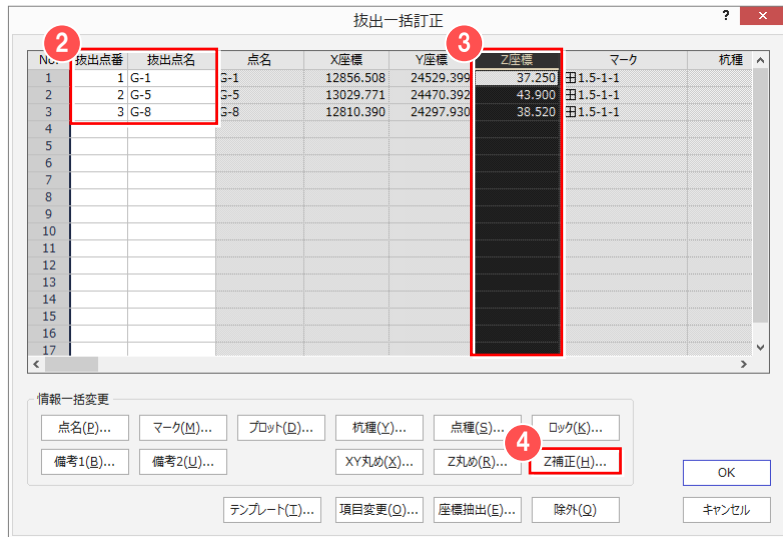 抜出一括訂正
? ×
2 3
No. 抜出点番 抜出点名 点名 X座標 Y座標 Z座標 マーク 杭種
1 1 G-1 G-1 12856.508 24529.399 37.250 田1.5-1-1
2 2 G-5 G-5 13029.771 24470.392 43.900 田1.5-1-1
3 3 G-8 G-8 12810.390 24297.930 38.520 田1.5-1-1
4
5
6
7
8
9
10
11
12
13
14
15
16
17
情報一括変更
点名(P)... マーク(M)... プロット(D)... 杭種(Y)... 点種(S)... ロック(K)...
4
備考1(B)... 備考2(U)... XY丸め(X)... Z丸め(R)... Z補正(H)...
OK
テンプレート(T)... 項目変更(O)... 座標抽出(E)... 除外(Q) キャンセル